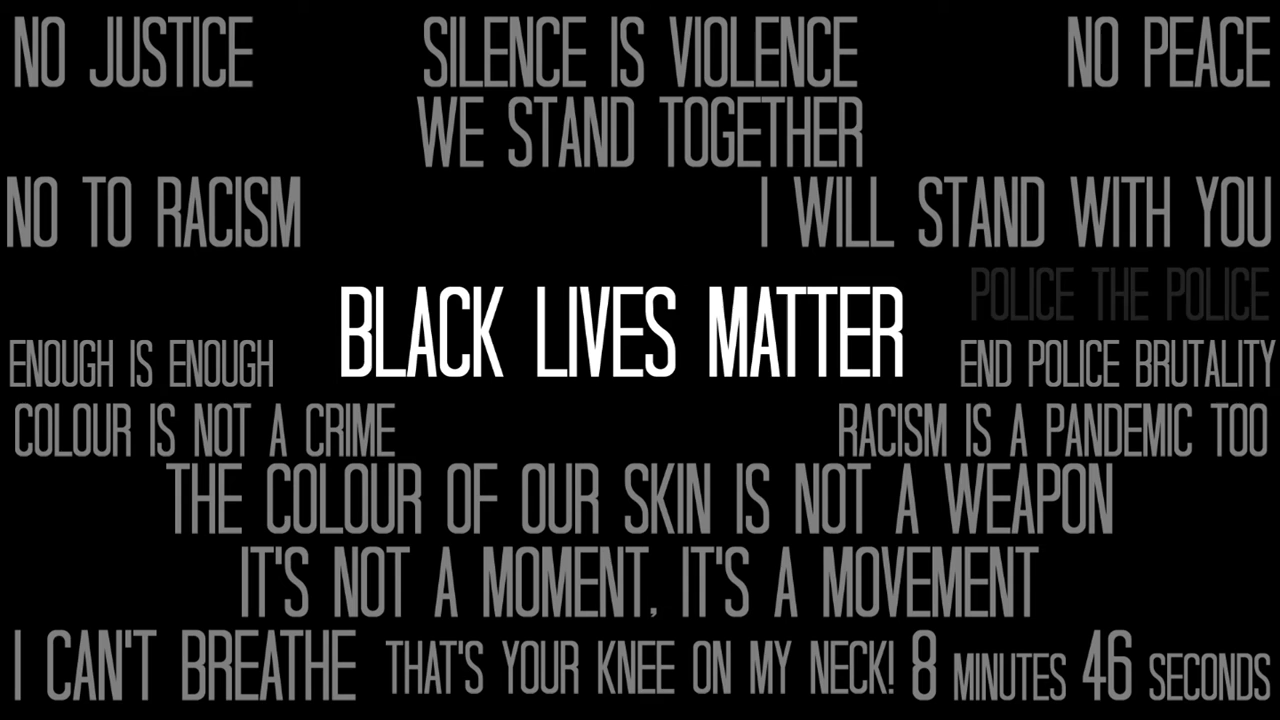 NO JUSTICE SILENCE IS VIOLENCE NO PEACE
WE STAND TOGETHER
NO TO RACISM I WILL STAND WITH YOU
POLICE THE POLICE
BLACK LIVES MATTER
ENOUGH IS ENOUGH END POLICE BRUTALITY
COLOUR IS NOT A CRIME RACISM IS A PANDEMIC TOO
THE COLOUR OF OUR SKIN IS NOT A WEAPON
IT'S NOT A MOMENT, IT'S A MOVEMENT
I CAN'T BREATHE THAT'S YOUR KNEE ON MY NECK! 8 MINUTES 46 SECONDS